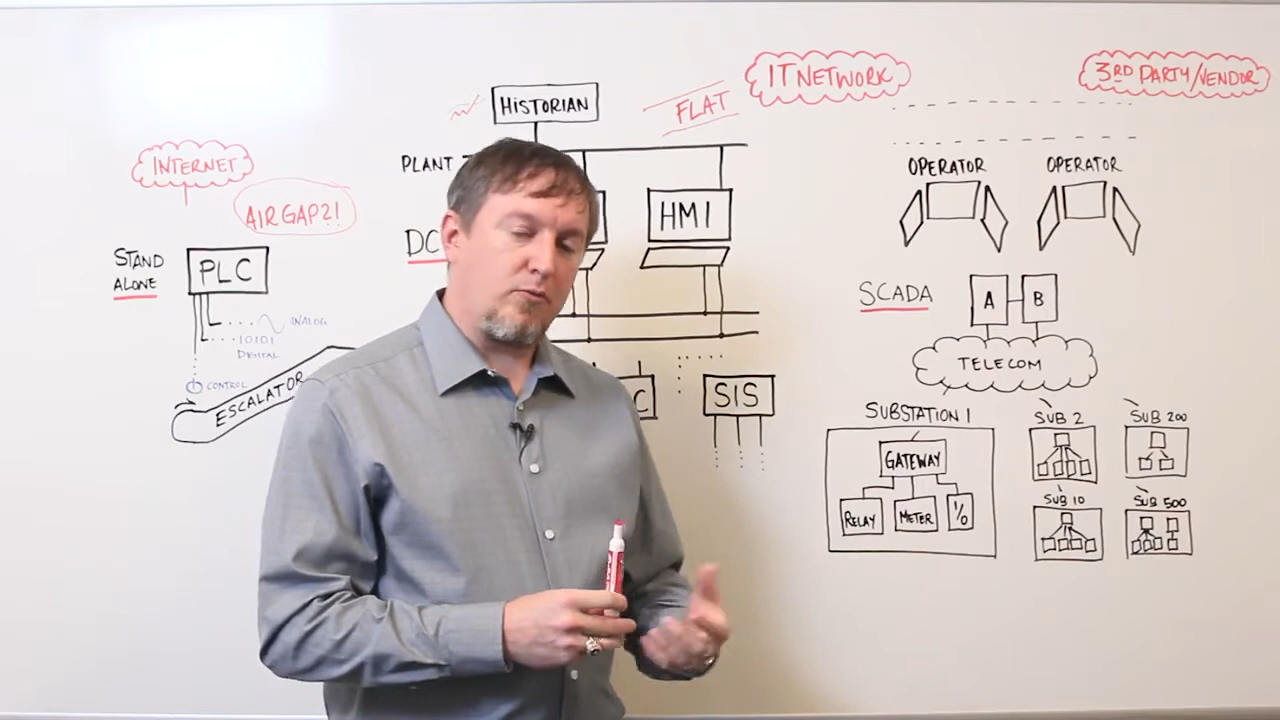 INTERNET
AIR GAP?!
STAND
ALONE
PLC
ANALOG
10101
DIGITAL
CONTROL
ESCALATOR
HISTORIAN
FLAT
PLANT
DC
HMI
C
SIS
IT NETWORK
3RD PARTY/VENDOR
OPERATOR
OPERATOR
SCADA
A
B
TELECOM
SUBSTATION 1
GATEWAY
RELAY
METER
I/O
SUB 2
SUB 200
SUB 10
SUB 500